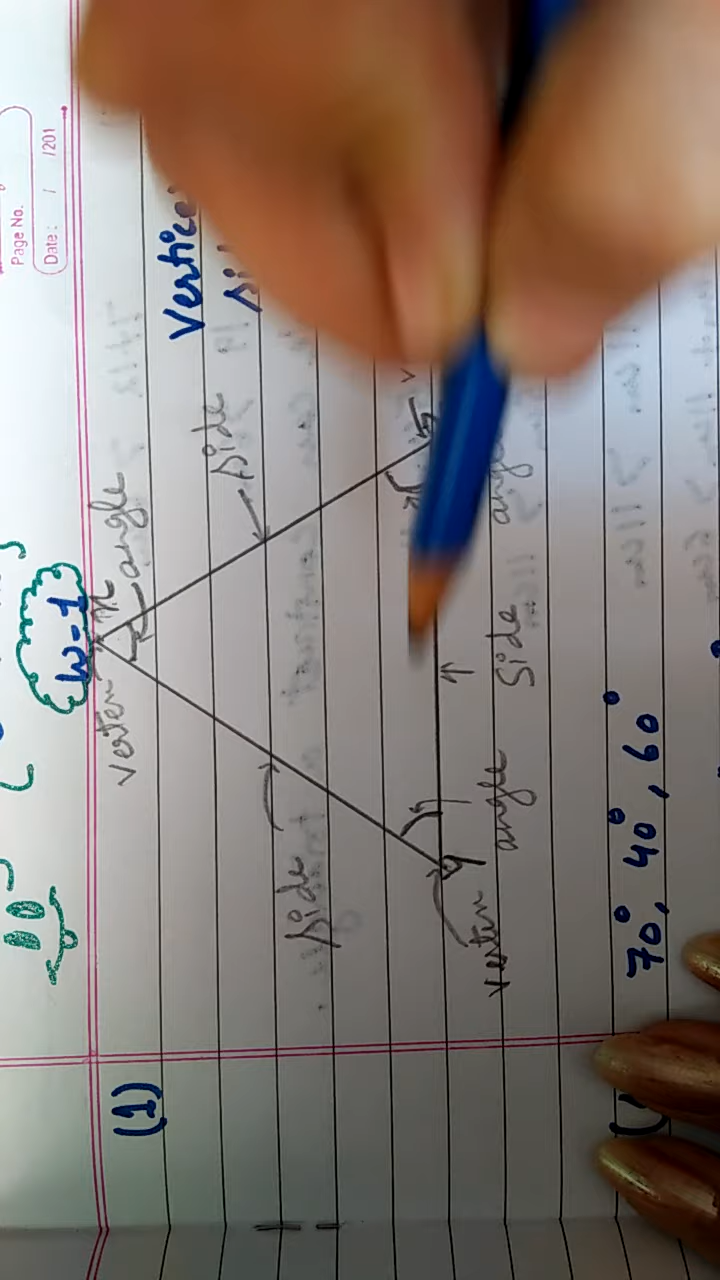 Page No.
Date : / /201
W-1
(1)
vertex x
angle
side
side
Vertice
angle
side
angle
vertex y
70°, 40°, 60°